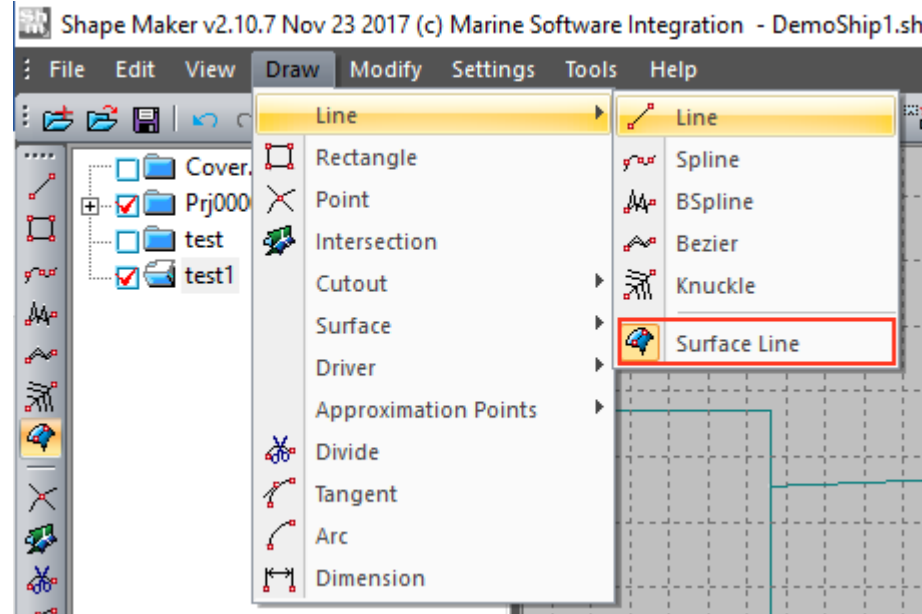 Shape Maker v2.10.7 Nov 23 2017 (c) Marine Software Integration - DemoShip1.sh
File Edit View Draw Modify Settings Tools Help
Line
Rectangle
Point
Intersection
Cutout
Surface
Driver
Approximation Points
Divide
Tangent
Arc
Dimension
Line
Spline
BSpline
Bezier
Knuckle
Surface Line
Cover.
Prj000
test
test1